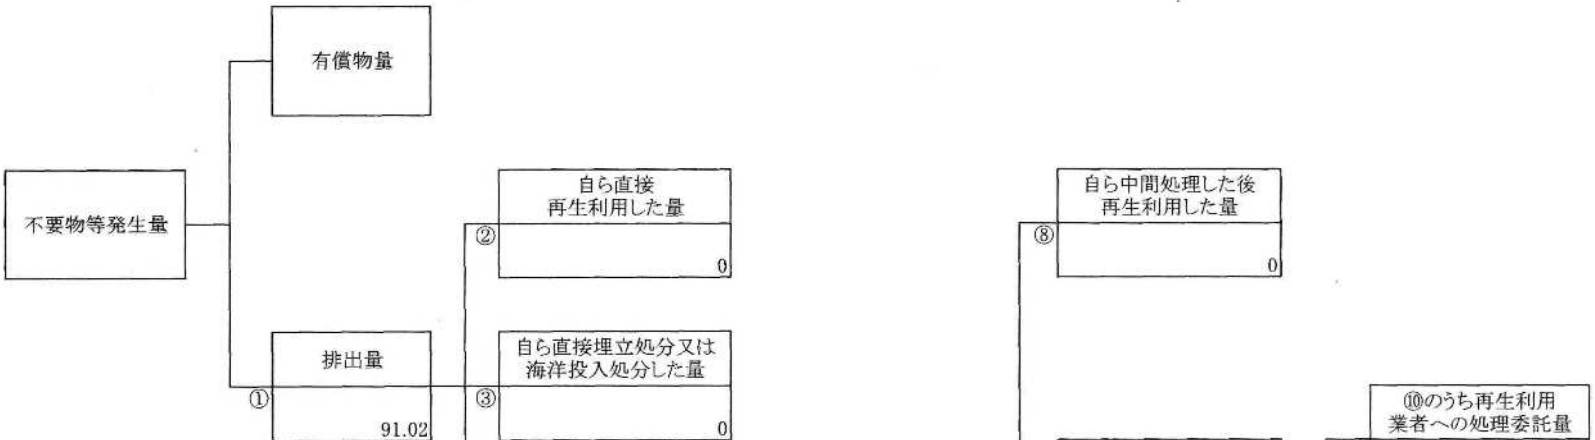 有償物量
不要物等発生量
自ら直接
再生利用した量
②
0
自ら中間処理した後
再生利用した量
⑧
0
排出量
①
91.02
自ら直接埋立処分又は
海洋投入処分した量
③
0
⑩のうち再生利用
業者への処理委託量